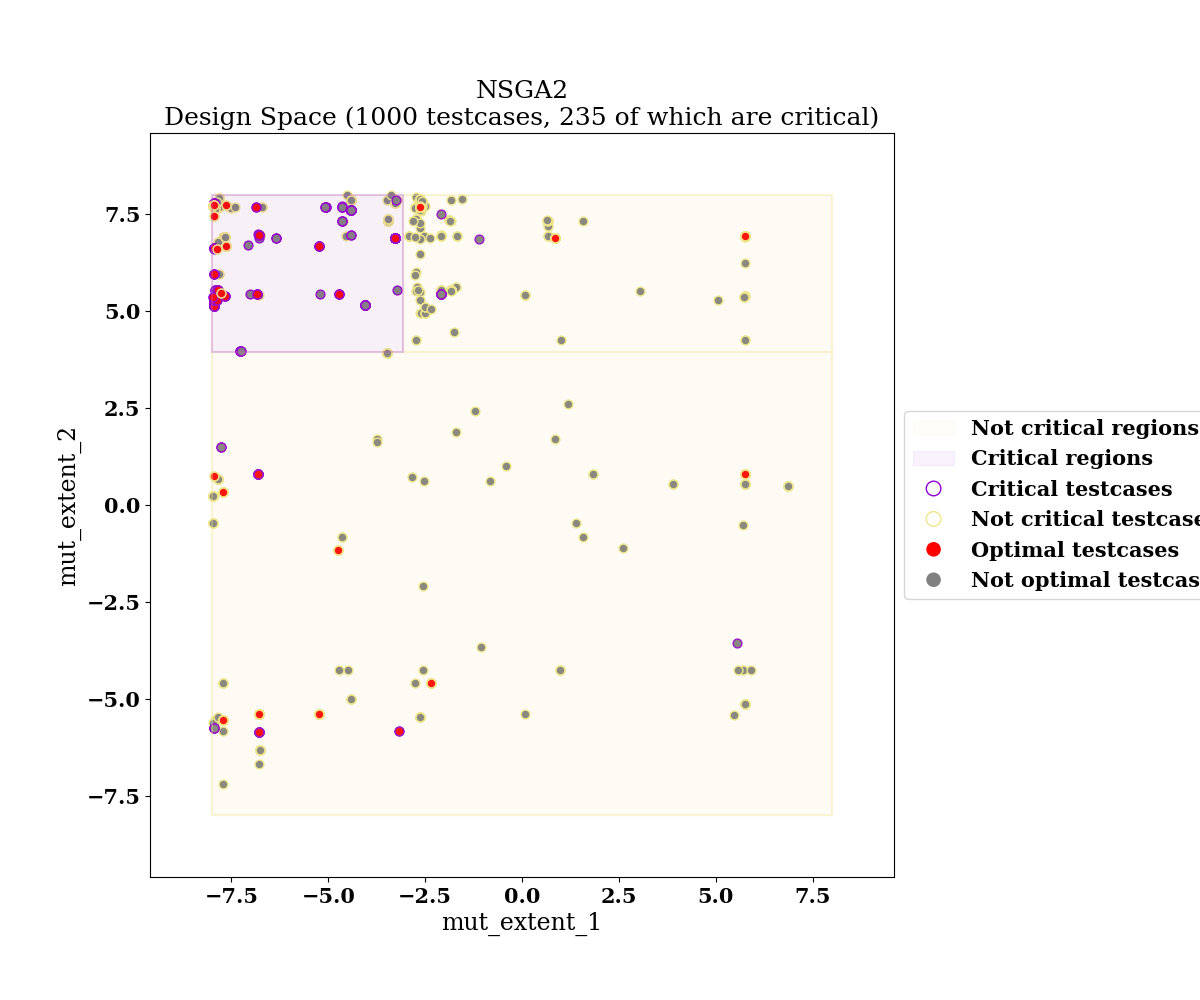 NSGA2
Design Space (1000 testcases, 235 of which are critical)
7.5
5.0
2.5
0.0
−2.5
−5.0
−7.5
mut_extent_2
−7.5
−5.0
−2.5
0.0
2.5
5.0
7.5
mut_extent_1
Not critical regions
Critical regions
Critical testcases
Not critical testcase
Optimal testcases
Not optimal testcas